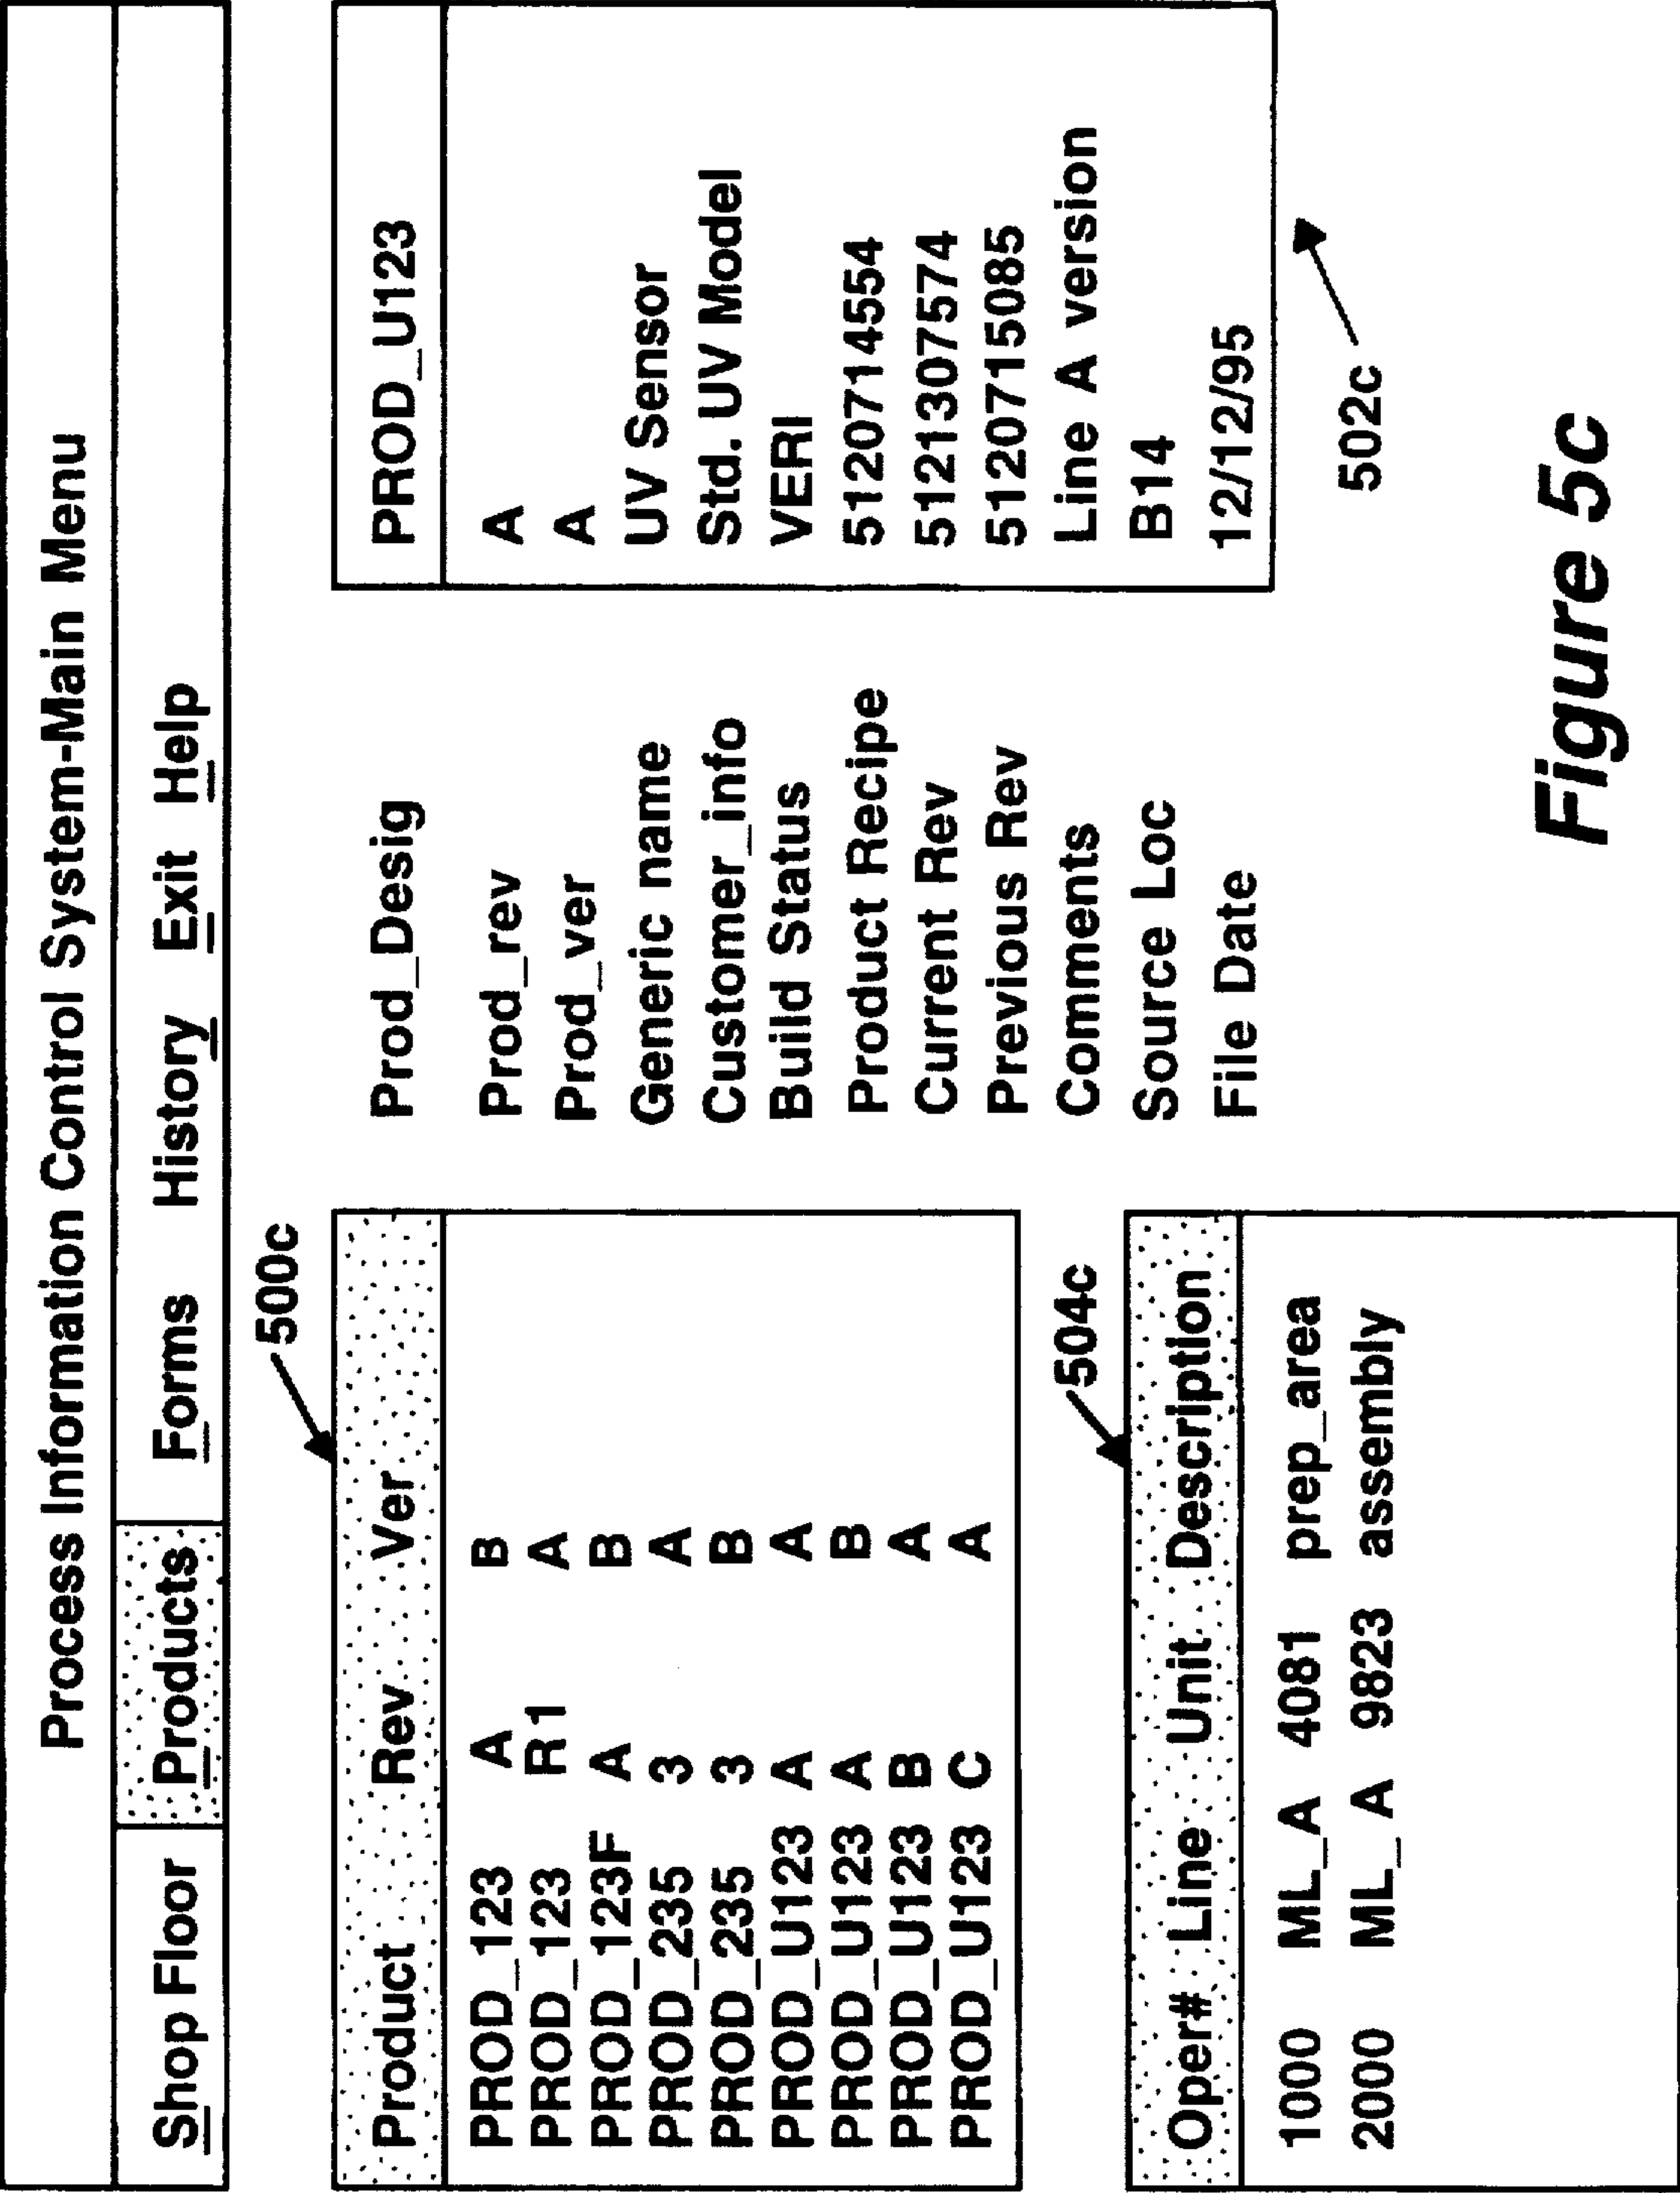 Process Information Control System-Main Menu
Shop Floor Products Forms History Exit Help
500c
Product Rev Ver
PROD_123 A B
PROD_123 R1 A
PROD_123F A B
PROD_235 3 A
PROD_235 3 B
PROD_U123 A A
PROD_U123 A B
PROD_U123 B A
PROD_U123 C A
Prod_Desig PROD_U123
Prod_rev A
Prod_ver A
Generic name UV Sensor
Customer_info Std. UV Model
Build Status VERI
Product Recipe 5120714554
Current Rev 5121307574
Previous Rev 5120715085
Comments Line A version
Source Loc B14
File Date 12/12/95
502c
504c
Oper# Line Unit Description
1000 ML_A 4081 prep_area
2000 ML_A 9823 assembly
Figure 5c